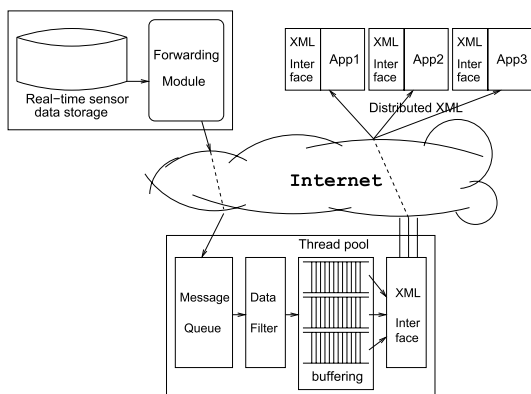 Forwarding
Module
Real-time sensor
data storage
XML
Inter
face
App1
XML
Inter
face
App2
XML
Inter
face
App3
Distributed XML
Internet
Thread pool
Message
Queue
Data
Filter
buffering
XML
Inter
face